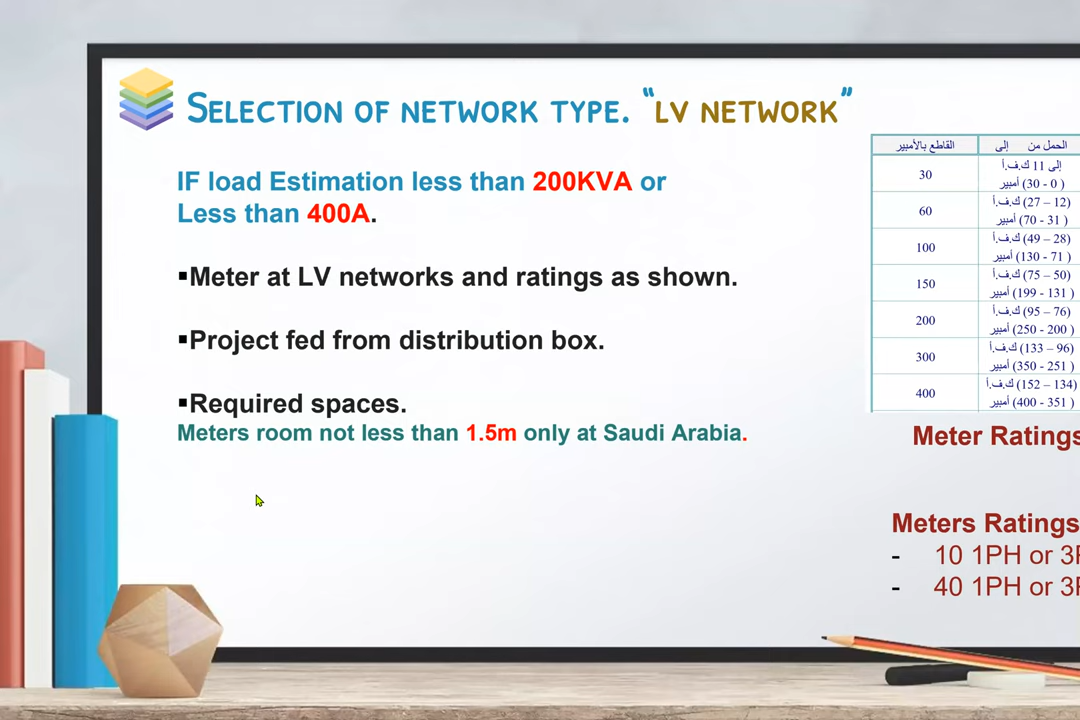 SELECTION OF NETWORK TYPE. "LV NETWORK"
IF load Estimation less than 200KVA or
Less than 400A.
▪Meter at LV networks and ratings as shown.
▪Project fed from distribution box.
▪Required spaces.
Meters room not less than 1.5m only at Saudi Arabia.
الحمل من إلى القاطع بالأمبير
إلى 11 ك.ف.أ
(0 - 30) أمبير
30
(12 – 27) ك.ف.أ
(31 - 70) أمبير
60
(28 – 49) ك.ف.أ
(71 - 130) أمبير
100
(50 – 75) ك.ف.أ
(131 - 199) أمبير
150
(76 – 95) ك.ف.أ
(200 - 250) أمبير
200
(96 – 133) ك.ف.أ
(251 - 350) أمبير
300
(134 – 152) ك.ف.أ
(351 - 400) أمبير
400
Meter Ratings
Meters Ratings
- 10 1PH or 3P
- 40 1PH or 3P